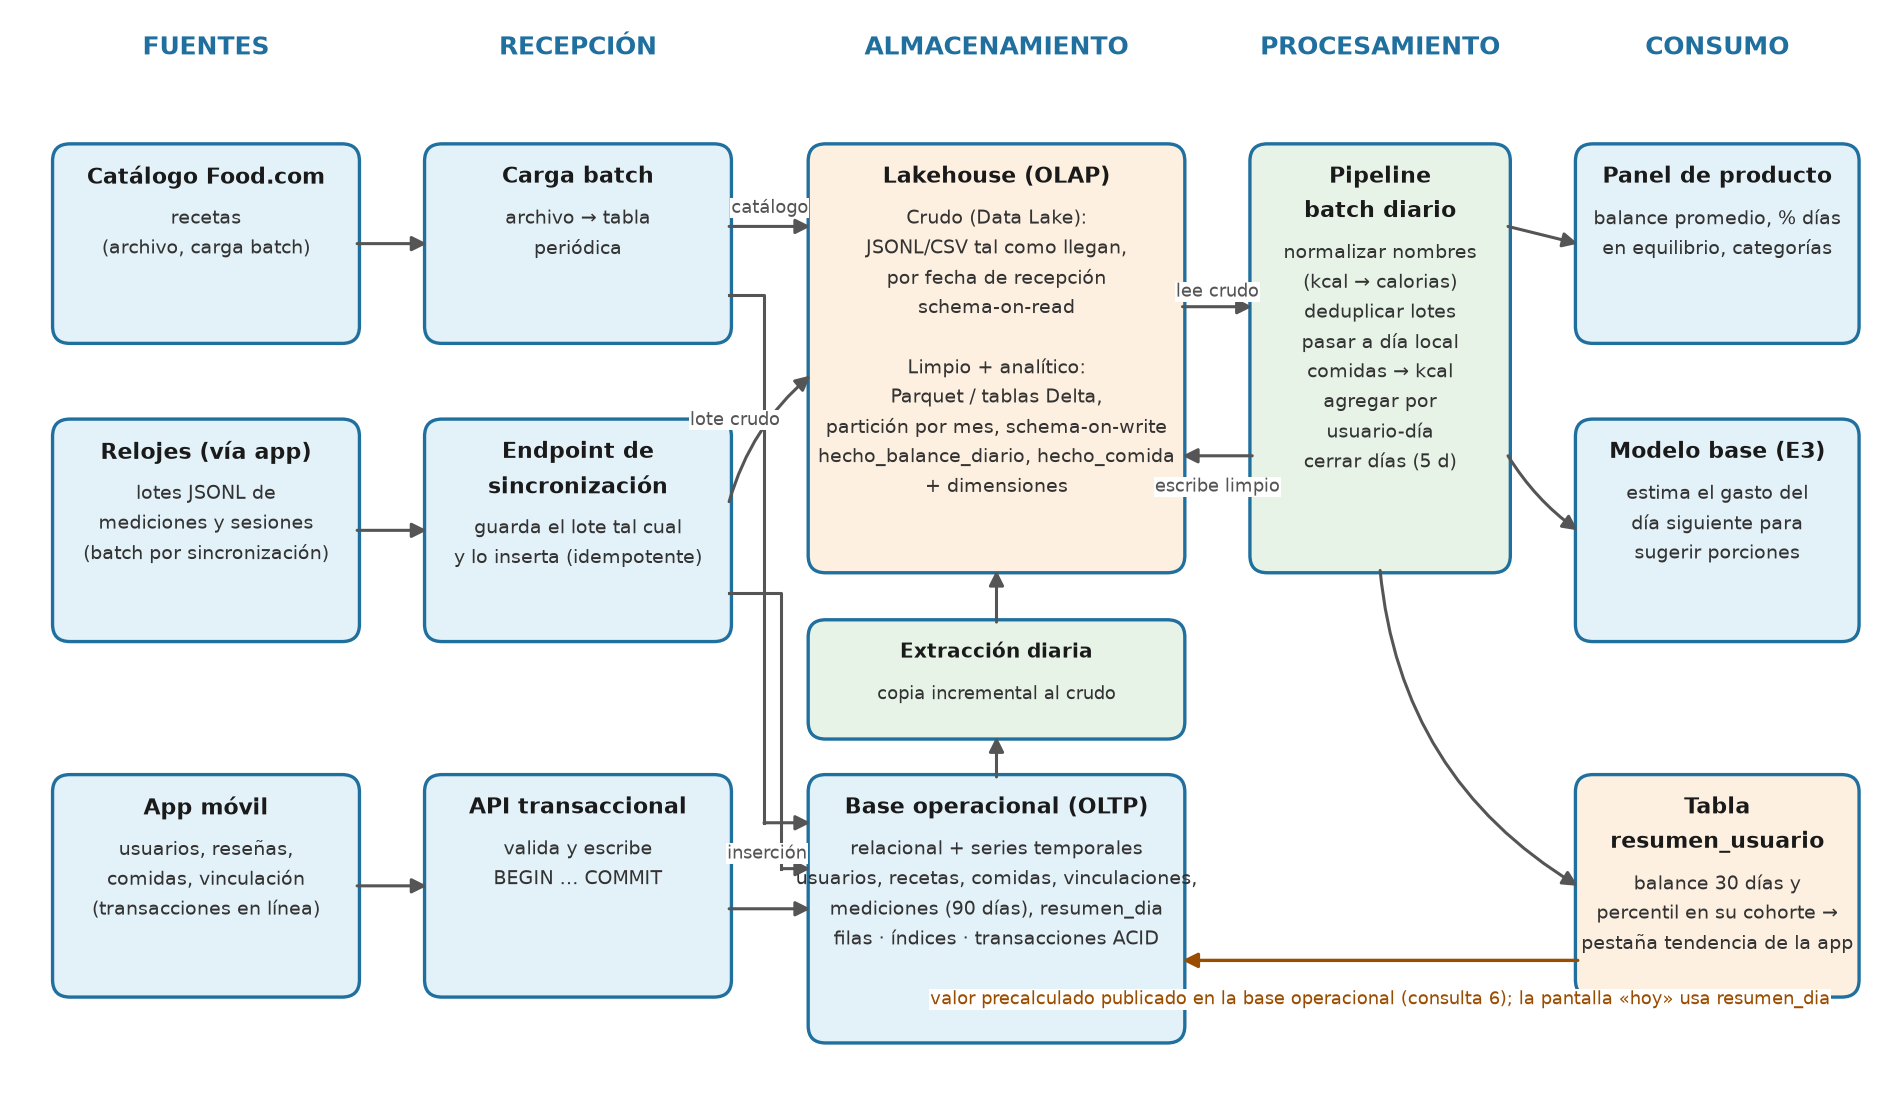 FUENTES
RECEPCIÓN
ALMACENAMIENTO
PROCESAMIENTO
CONSUMO
Catálogo Food.com
recetas
(archivo, carga batch)
Carga batch
archivo → tabla
periódica
catálogo
Lakehouse (OLAP)
Crudo (Data Lake):
JSONL/CSV tal como llegan,
por fecha de recepción
schema-on-read
Limpio + analítico:
Parquet / tablas Delta,
partición por mes, schema-on-write
hecho_balance_diario, hecho_comida
+ dimensiones
lee crudo
escribe limpio
Pipeline
batch diario
normalizar nombres
(kcal → calorias)
deduplicar lotes
pasar a día local
comidas → kcal
agregar por
usuario-día
cerrar días (5 d)
Panel de producto
balance promedio, % días
en equilibrio, categorías
Relojes (vía app)
lotes JSONL de
mediciones y sesiones
(batch por sincronización)
Endpoint de
sincronización
guarda el lote tal cual
y lo inserta (idempotente)
lote crudo
Modelo base (E3)
estima el gasto del
día siguiente para
sugerir porciones
Extracción diaria
copia incremental al crudo
App móvil
usuarios, reseñas,
comidas, vinculación
(transacciones en línea)
API transaccional
valida y escribe
BEGIN ... COMMIT
inserción
Base operacional (OLTP)
relacional + series temporales
usuarios, recetas, comidas, vinculaciones,
mediciones (90 días), resumen_dia
filas · índices · transacciones ACID
Tabla
resumen_usuario
balance 30 días y
percentil en su cohorte →
pestaña tendencia de la app
valor precalculado publicado en la base operacional (consulta 6); la pantalla «hoy» usa resumen_dia